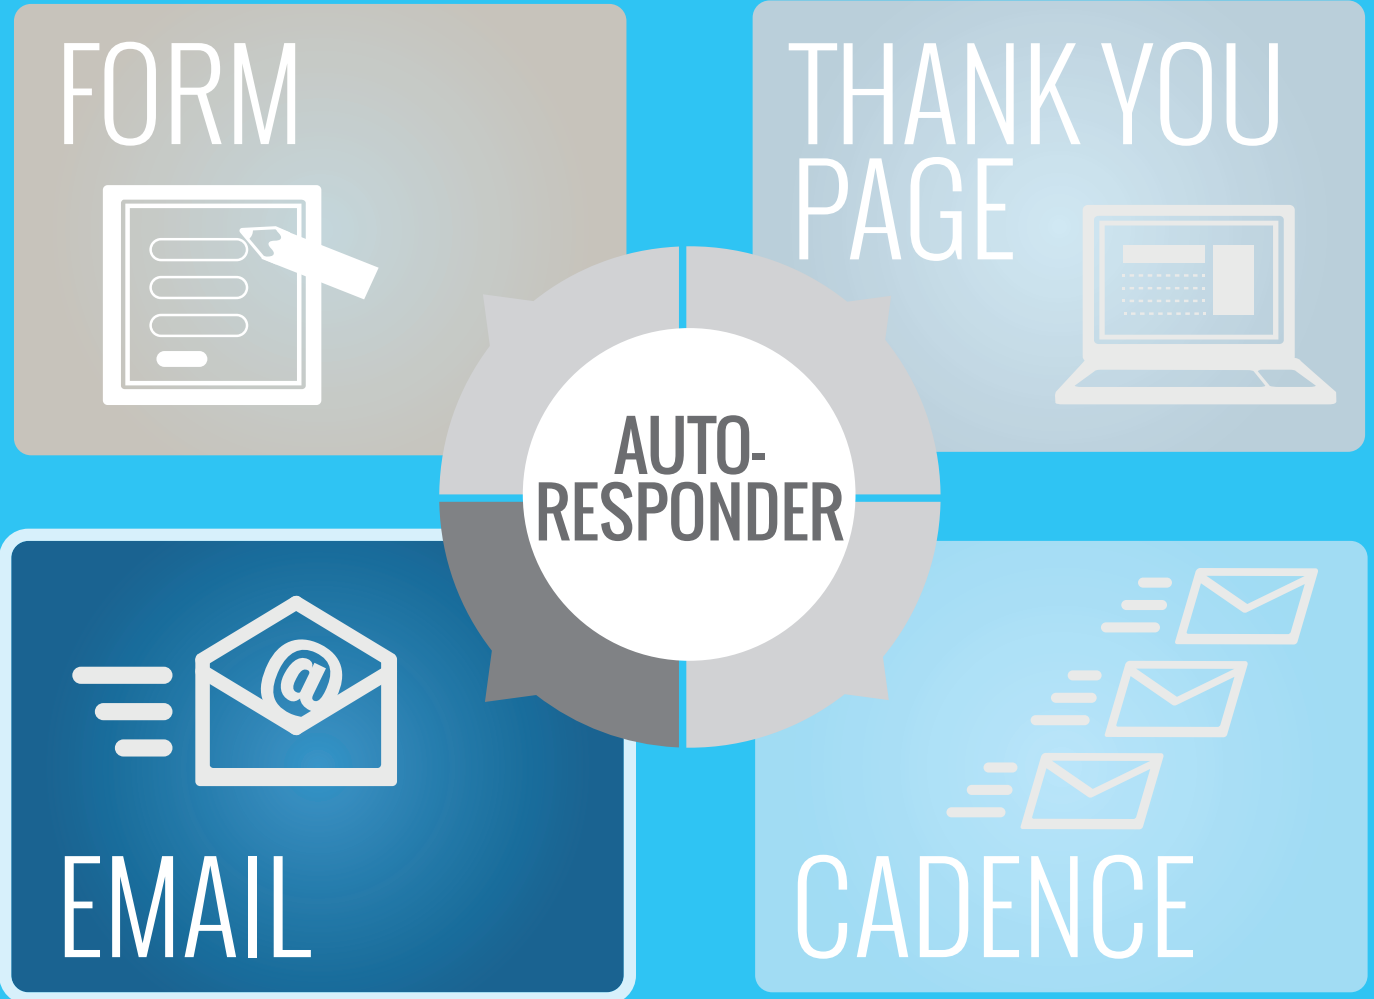 FORM
THANK YOU
PAGE
AUTO-
RESPONDER
@
EMAIL
CADENCE